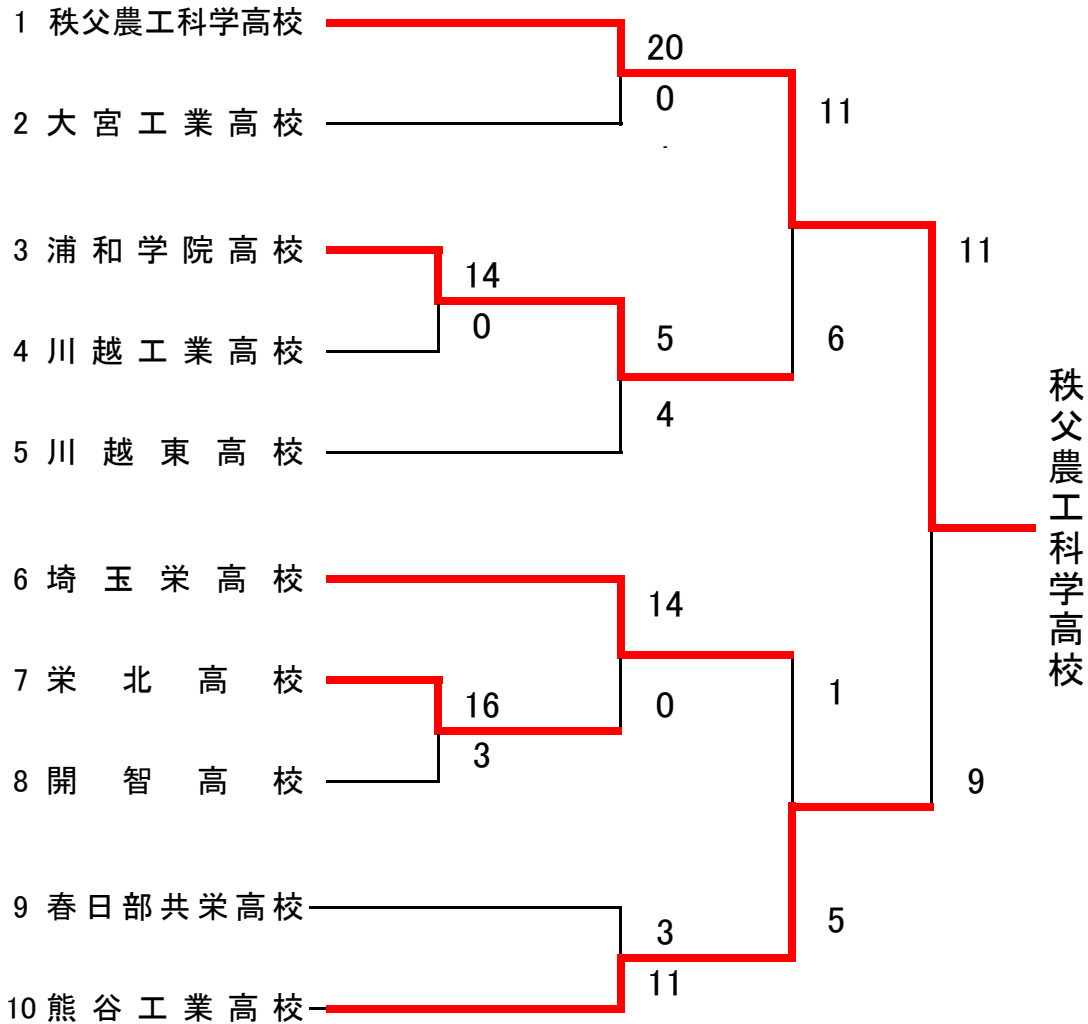 1 秩父農工科学高校
20
0
2 大宮工業高校
11
3 浦和学院高校
14
0
11
4 川越工業高校
5
6
4
5 川越東高校
秩父農工科学高校
6 埼玉栄高校
14
7 栄北高校
16
0
1
3
8 開智高校
9
9 春日部共栄高校
3
5
11
10 熊谷工業高校